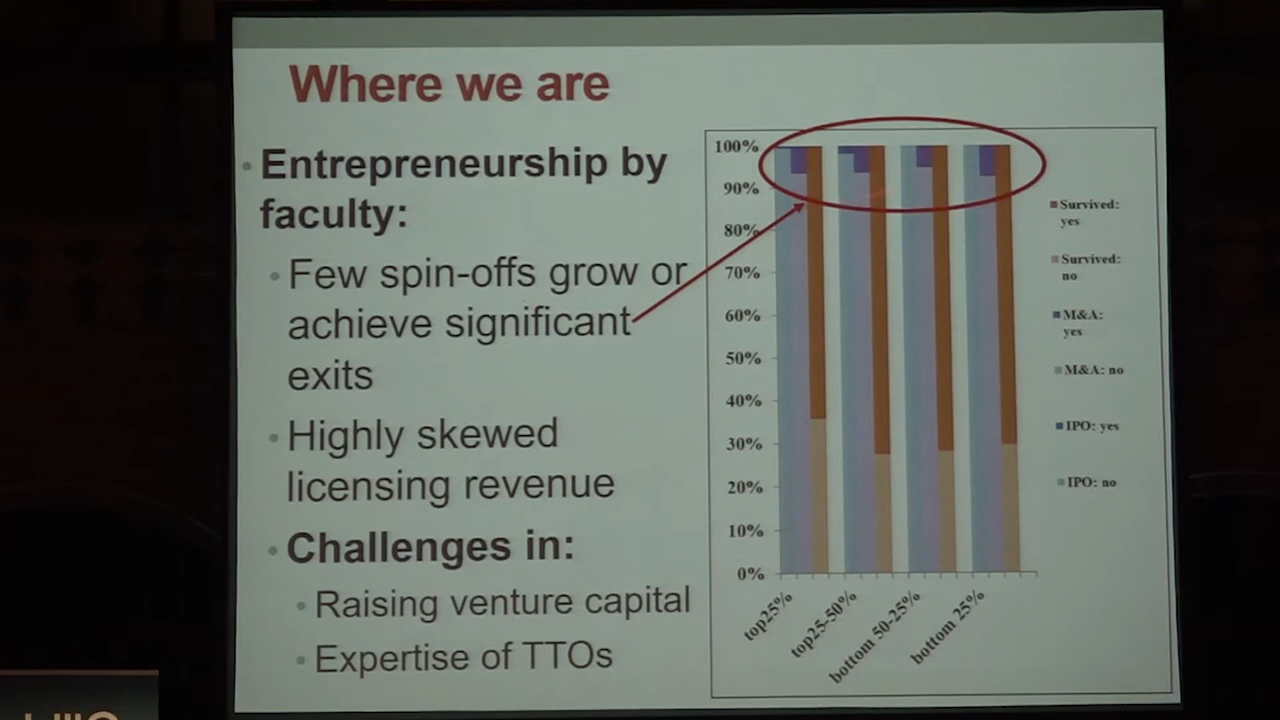 Where we are
Entrepreneurship by
faculty:
Few spin-offs grow or
achieve significant
exits
Highly skewed
licensing revenue
Challenges in:
Raising venture capital
Expertise of TTOs
100%
90%
80%
70%
60%
50%
40%
30%
20%
10%
0%
top25%
top25-50%
bottom 50-25%
bottom 25%
Survived:
yes
Survived:
no
M&A:
yes
M&A: no
IPO: yes
IPO: no